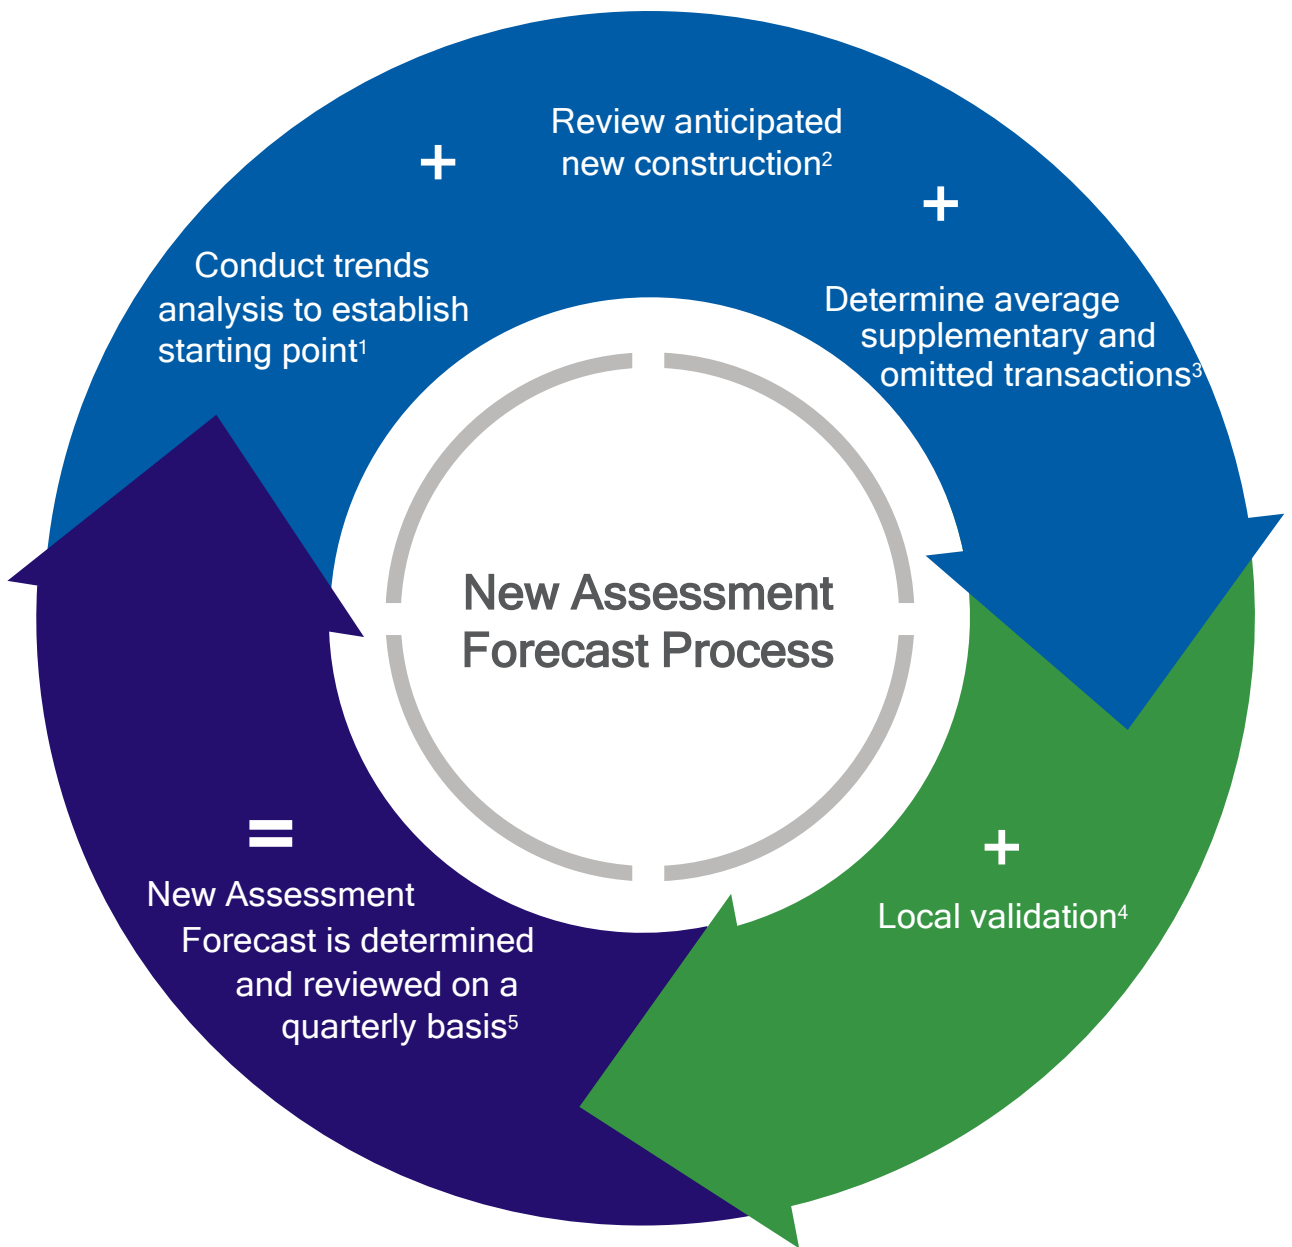 Conduct trends
analysis to establish
starting point¹
+
Review anticipated
new construction²
+
Determine average
supplementary and
omitted transactions³
+
Local validation⁴
=
New Assessment
Forecast is determined
and reviewed on a
quarterly basis⁵
New Assessment
Forecast Process